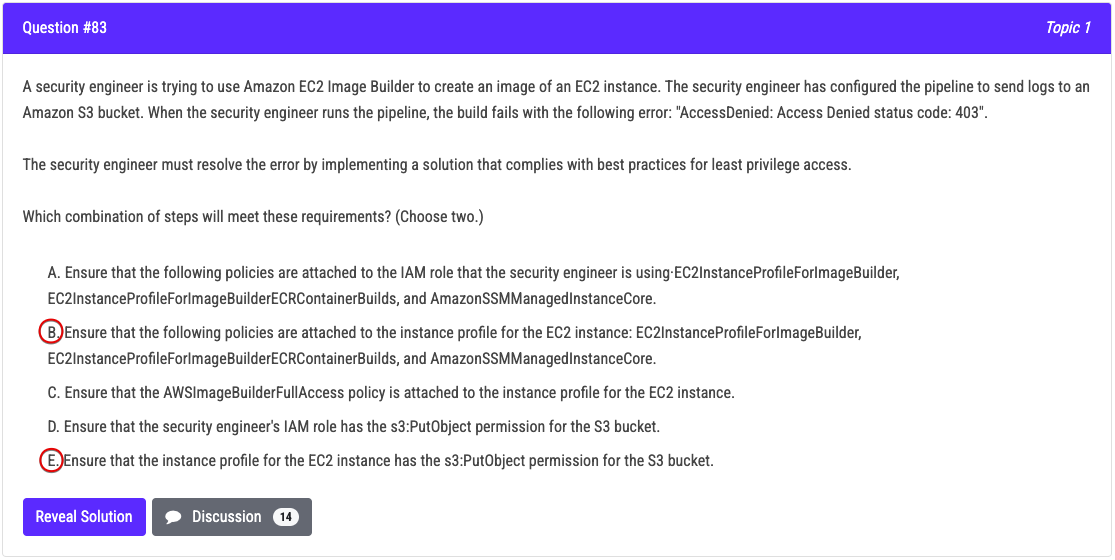 Question #83
Topic 1
A security engineer is trying to use Amazon EC2 Image Builder to create an image of an EC2 instance. The security engineer has configured the pipeline to send logs to an
Amazon S3 bucket. When the security engineer runs the pipeline, the build fails with the following error: "AccessDenied: Access Denied status code: 403".
The security engineer must resolve the error by implementing a solution that complies with best practices for least privilege access.
Which combination of steps will meet these requirements? (Choose two.)
A. Ensure that the following policies are attached to the IAM role that the security engineer is using·EC2InstanceProfileForImageBuilder,
EC2InstanceProfileForImageBuilderECRContainerBuilds, and AmazonSSMManagedInstanceCore.
B. Ensure that the following policies are attached to the instance profile for the EC2 instance: EC2InstanceProfileForImageBuilder,
EC2InstanceProfileForImageBuilderECRContainerBuilds, and AmazonSSMManagedInstanceCore.
C. Ensure that the AWSImageBuilderFullAccess policy is attached to the instance profile for the EC2 instance.
D. Ensure that the security engineer's IAM role has the s3:PutObject permission for the S3 bucket.
E. Ensure that the instance profile for the EC2 instance has the s3:PutObject permission for the S3 bucket.
Reveal Solution
Discussion 14